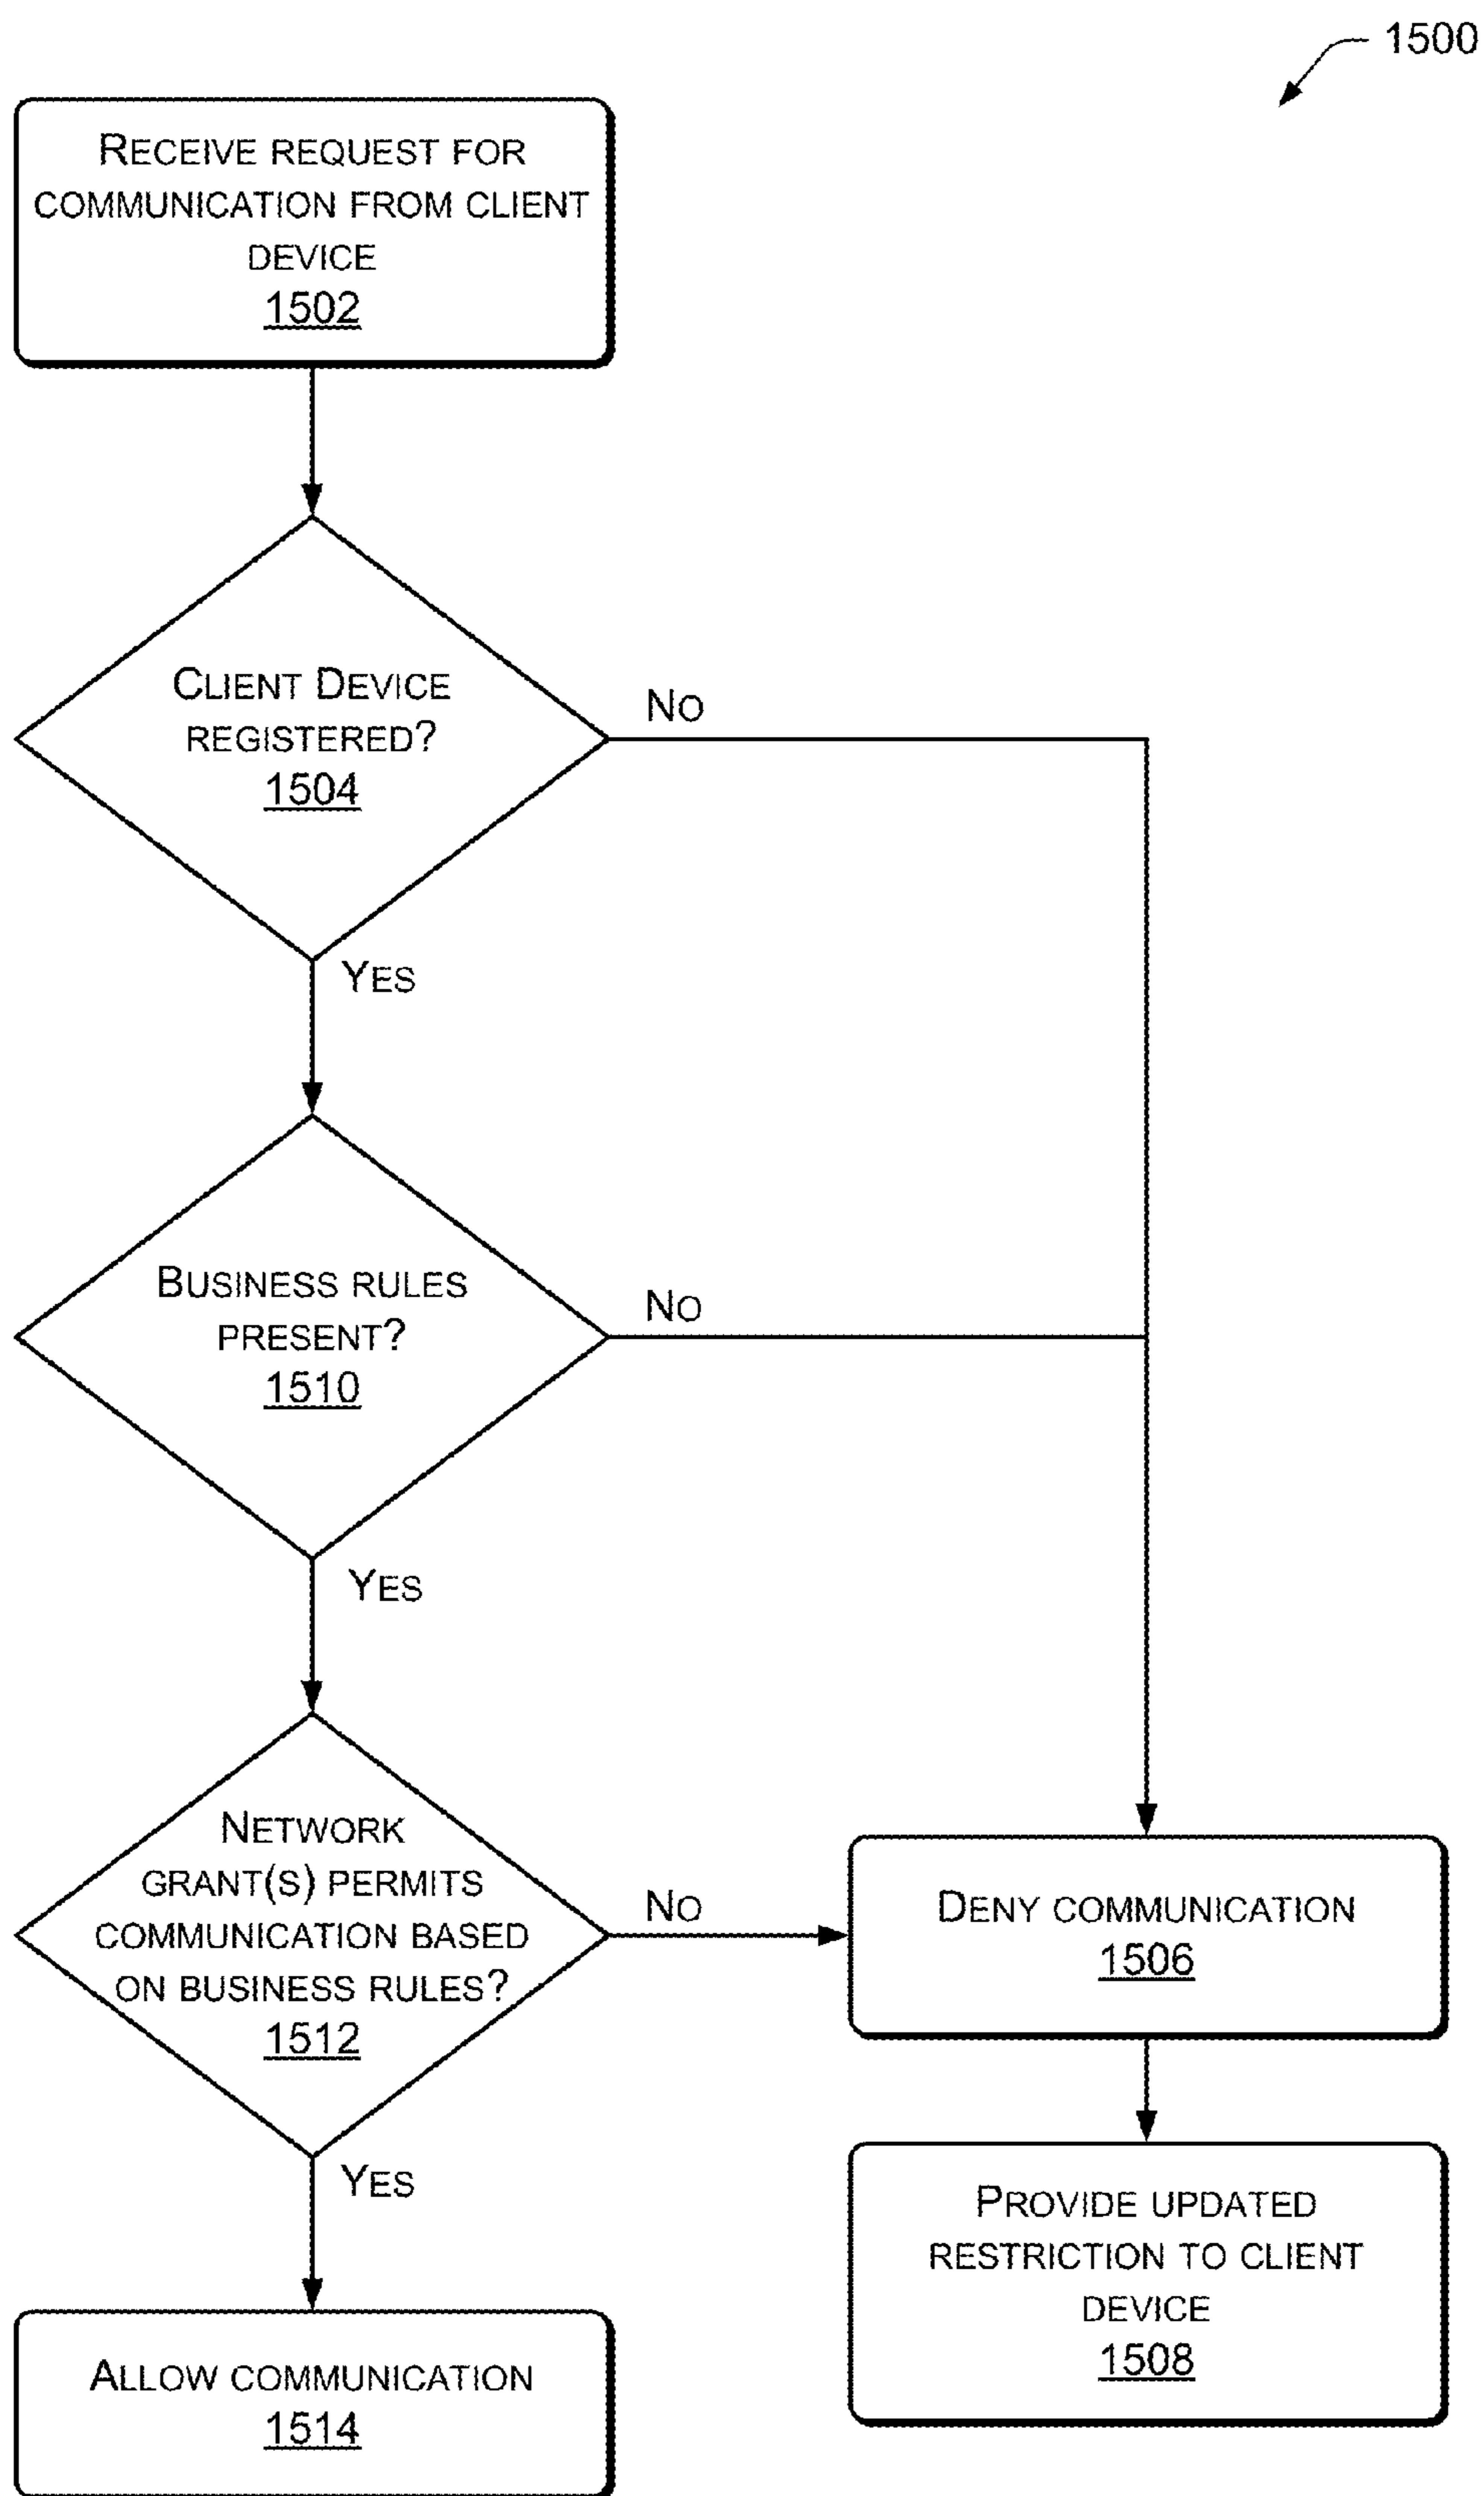 1500
RECEIVE REQUEST FOR
COMMUNICATION FROM CLIENT
DEVICE
1502
CLIENT DEVICE
REGISTERED?
1504
NO
YES
BUSINESS RULES
PRESENT?
1510
NO
YES
NETWORK
GRANT(S) PERMITS
COMMUNICATION BASED
ON BUSINESS RULES?
1512
NO
YES
DENY COMMUNICATION
1506
PROVIDE UPDATED
RESTRICTION TO CLIENT
DEVICE
1508
ALLOW COMMUNICATION
1514